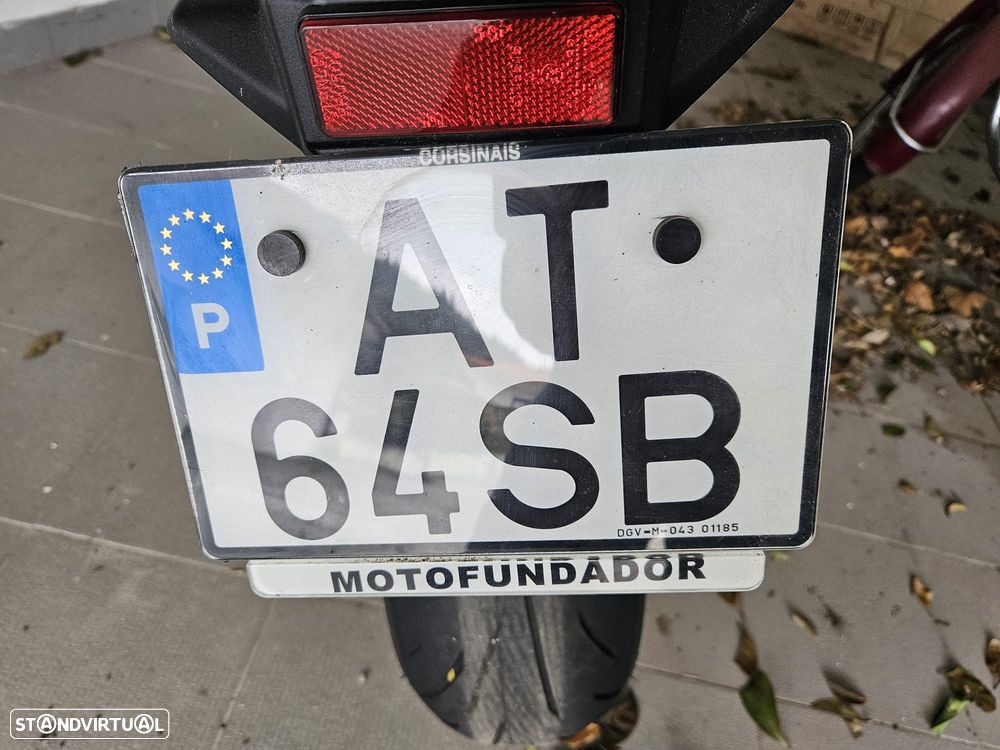 CORSINAIS
P
AT
64SB
DGV-M-043 01185
MOTOFUNDADOR
STANDVIRTUAL